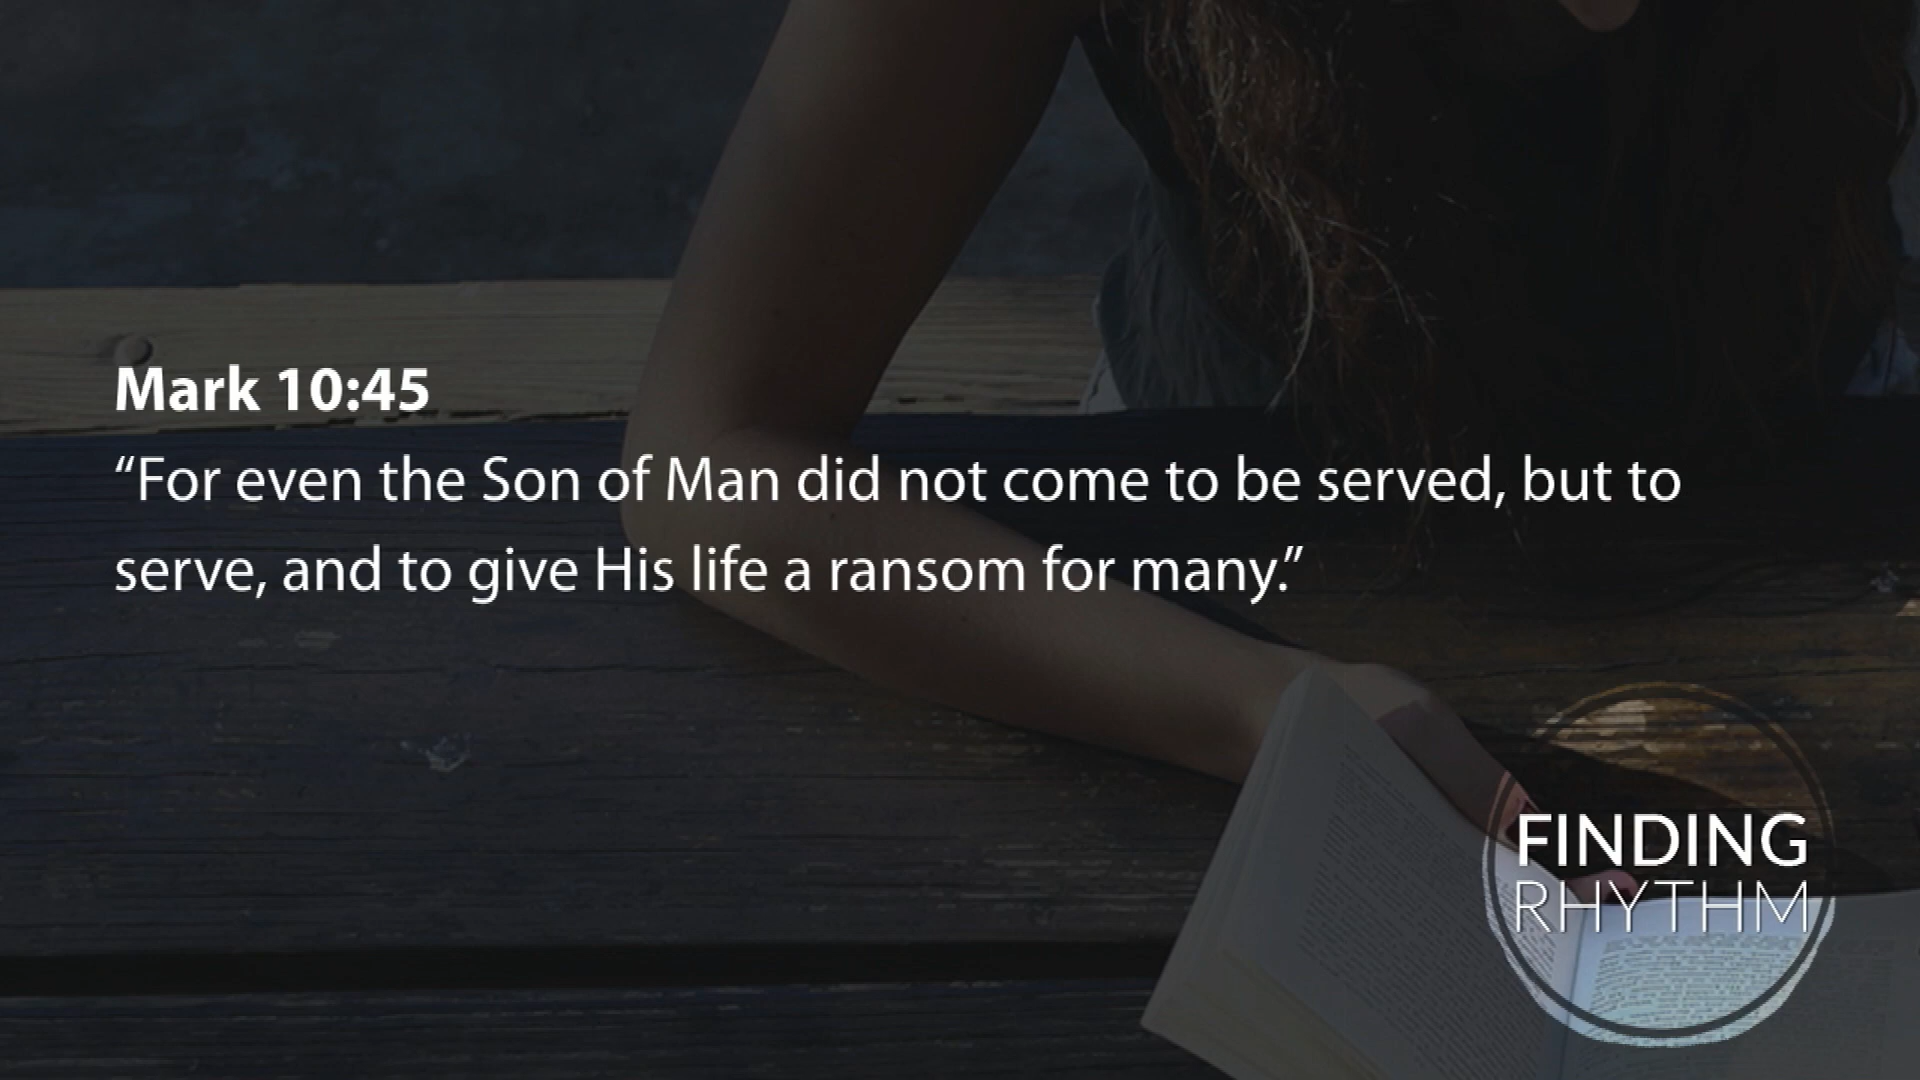 Mark 10:45
“For even the Son of Man did not come to be served, but to
serve, and to give His life a ransom for many.”
FINDING
RHYTHM